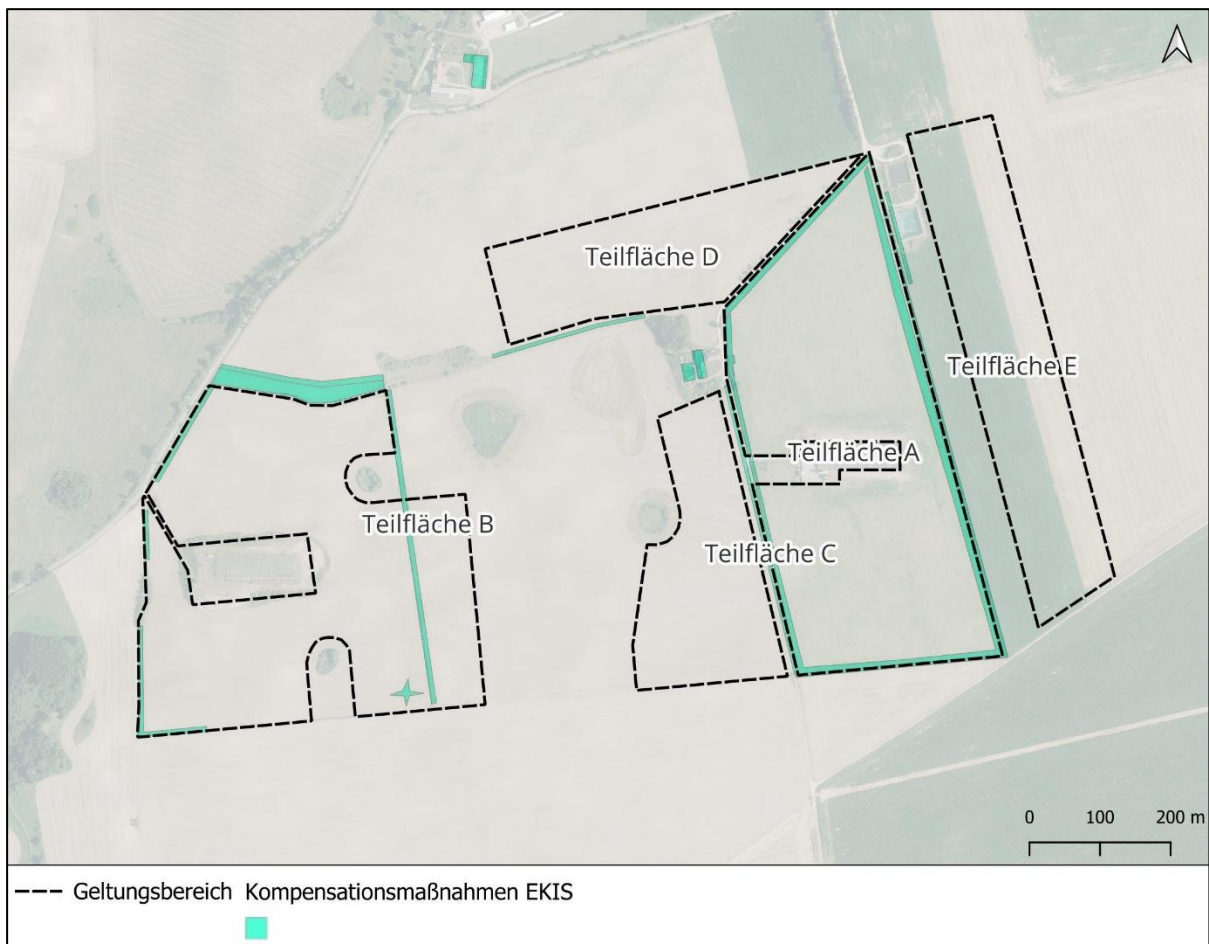 Teilfläche D
Teilfläche E
Teilfläche A
Teilfläche B
Teilfläche C
0 100 200 m
Geltungsbereich Kompensationsmaßnahmen EKIS